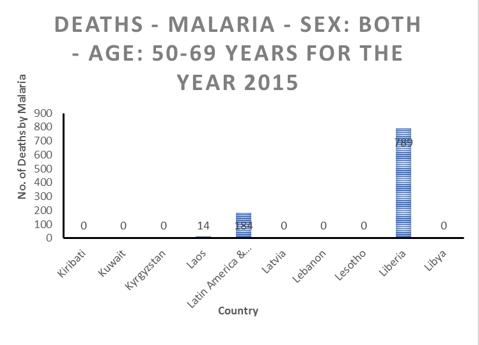 DEATHS - MALARIA - SEX: BOTH
- AGE: 50-69 YEARS FOR THE
YEAR 2015
No. of Deaths by Malaria
900
800
700
600
500
400
300
200
100
0
0
0
0
14
184
0
0
0
789
0
Kiribati
Kuwait
Kyrgyzstan
Laos
Latin America &...
Latvia
Lebanon
Lesotho
Liberia
Libya
Country